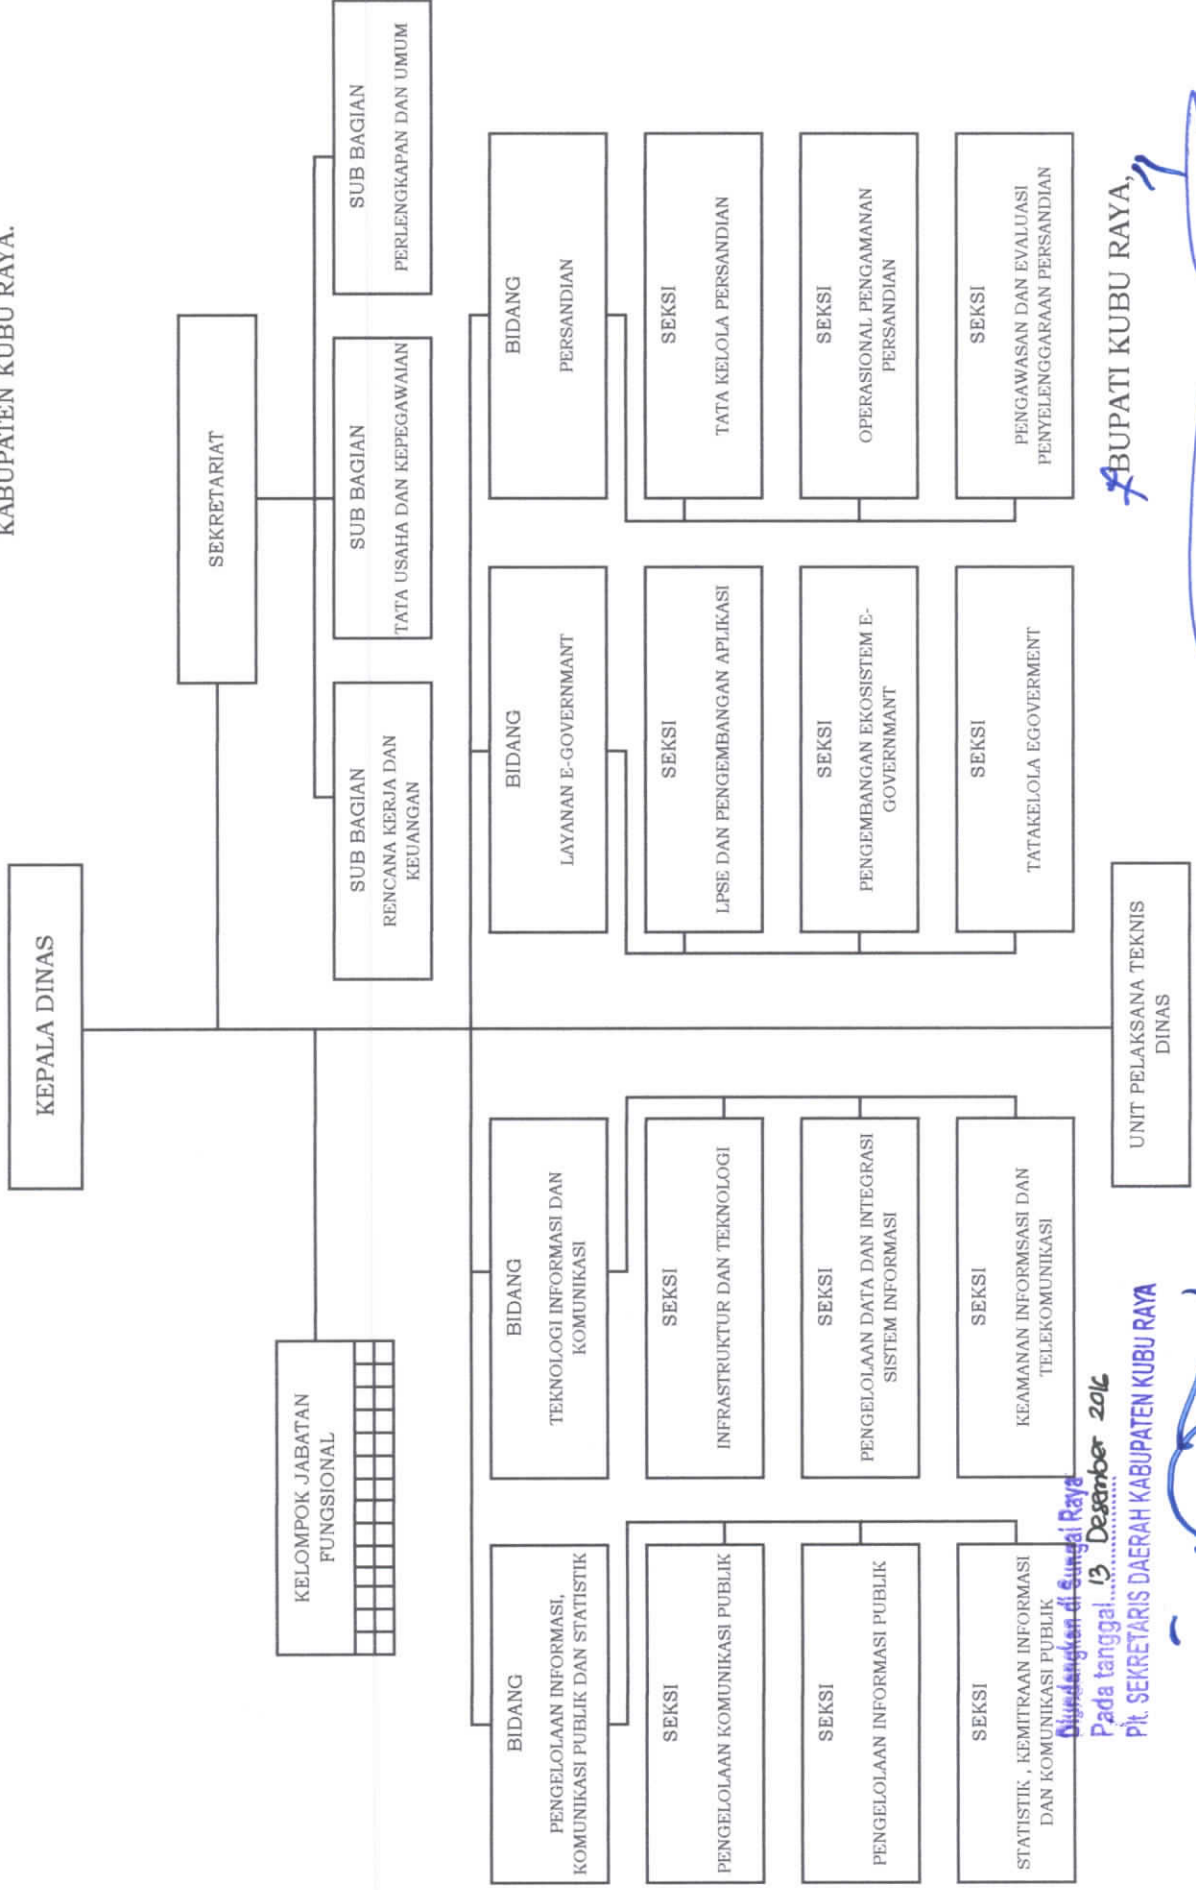 KABUPATEN KUBU RAYA.
KEPALA DINAS
SEKRETARIAT
KELOMPOK JABATAN
FUNGSIONAL
SUB BAGIAN
RENCANA KERJA DAN
KEUANGAN
SUB BAGIAN
TATA USAHA DAN KEPEGAWAIAN
SUB BAGIAN
PERLENGKAPAN DAN UMUM
BIDANG
PENGELOLAAN INFORMASI,
KOMUNIKASI PUBLIK DAN STATISTIK
SEKSI
PENGELOLAAN KOMUNIKASI PUBLIK
SEKSI
PENGELOLAAN INFORMASI PUBLIK
SEKSI
STATISTIK , KEMITRAAN INFORMASI
DAN KOMUNIKASI PUBLIK
BIDANG
TEKNOLOGI INFORMASI DAN
KOMUNIKASI
SEKSI
INFRASTRUKTUR DAN TEKNOLOGI
SEKSI
PENGELOLAAN DATA DAN INTEGRASI
SISTEM INFORMASI
SEKSI
KEAMANAN INFORMSASI DAN
TELEKOMUNIKASI
BIDANG
LAYANAN E-GOVERNMANT
SEKSI
LPSE DAN PENGEMBANGAN APLIKASI
SEKSI
PENGEMBANGAN EKOSISTEM E-
GOVERNMANT
SEKSI
TATAKELOLA EGOVERMENT
BIDANG
PERSANDIAN
SEKSI
TATA KELOLA PERSANDIAN
SEKSI
OPERASIONAL PENGAMANAN
PERSANDIAN
SEKSI
PENGAWASAN DAN EVALUASI
PENYELENGGARAAN PERSANDIAN
UNIT PELAKSANA TEKNIS
DINAS
Diundangkan di Sungai Raya
Pada tanggal 13 Desember 2016
Plt. SEKRETARIS DAERAH KABUPATEN KUBU RAYA
BUPATI KUBU RAYA,